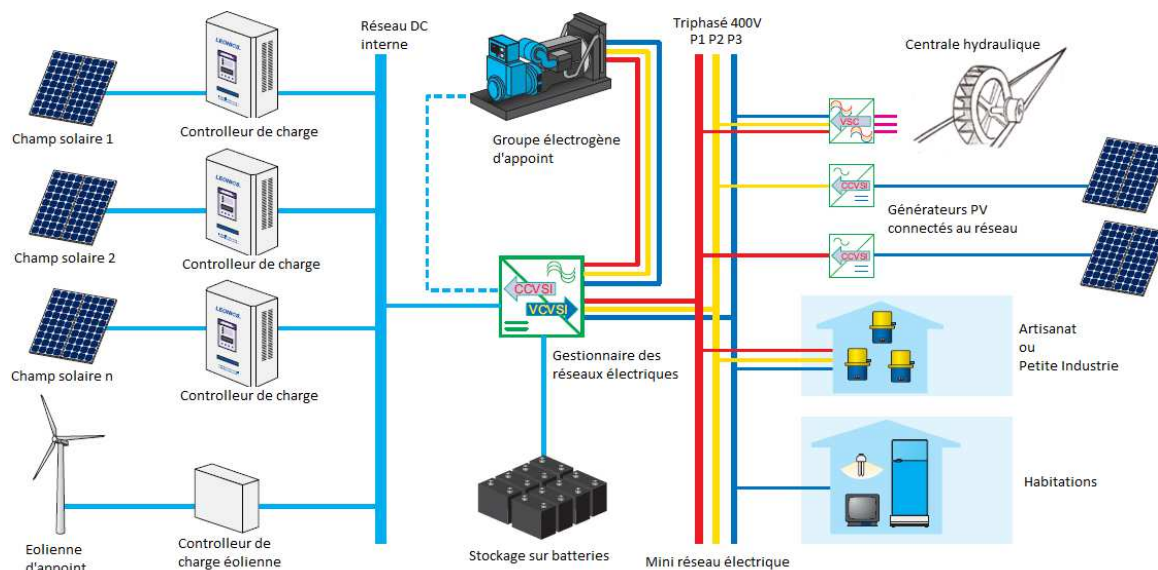 Réseau DC
interne
Triphasé 400V
P1 P2 P3
Centrale hydraulique
LEONICS
Champ solaire 1
Controlleur de charge
Groupe électrogène
d'appoint
VSC
CCVSI
Générateurs PV
connectés au réseau
Champ solaire 2
Controlleur de charge
CCVSI
CCVSI
VCVSI
Gestionnaire des
réseaux électriques
Artisanat
ou
Petite Industrie
Champ solaire n
Controlleur de charge
Habitations
Eolienne
d'appoint
Controlleur de
charge éolienne
Stockage sur batteries
Mini réseau électrique